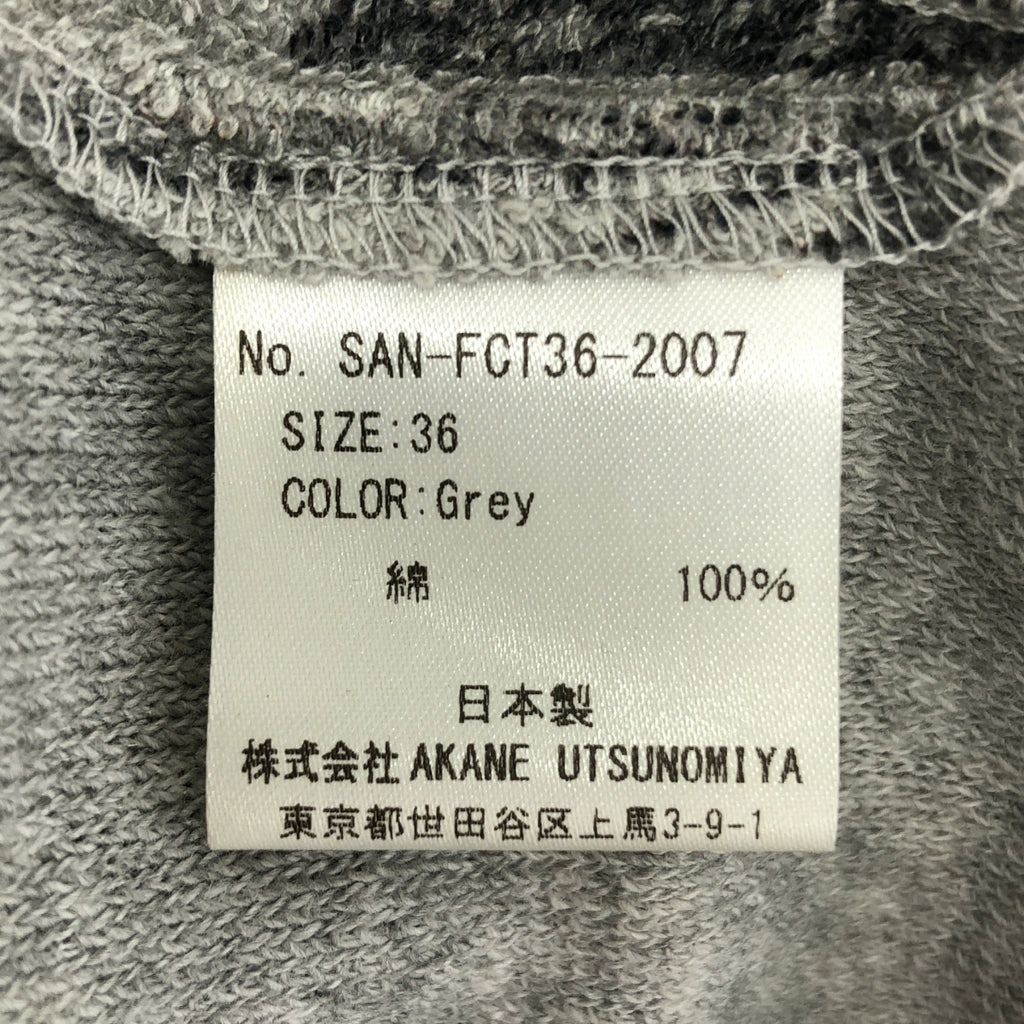 No. SAN-FCT36-2007
SIZE:36
COLOR:Grey
綿 100%
日本製
株式会社AKANE UTSUNOMIYA
東京都世田谷区上馬3-9-1